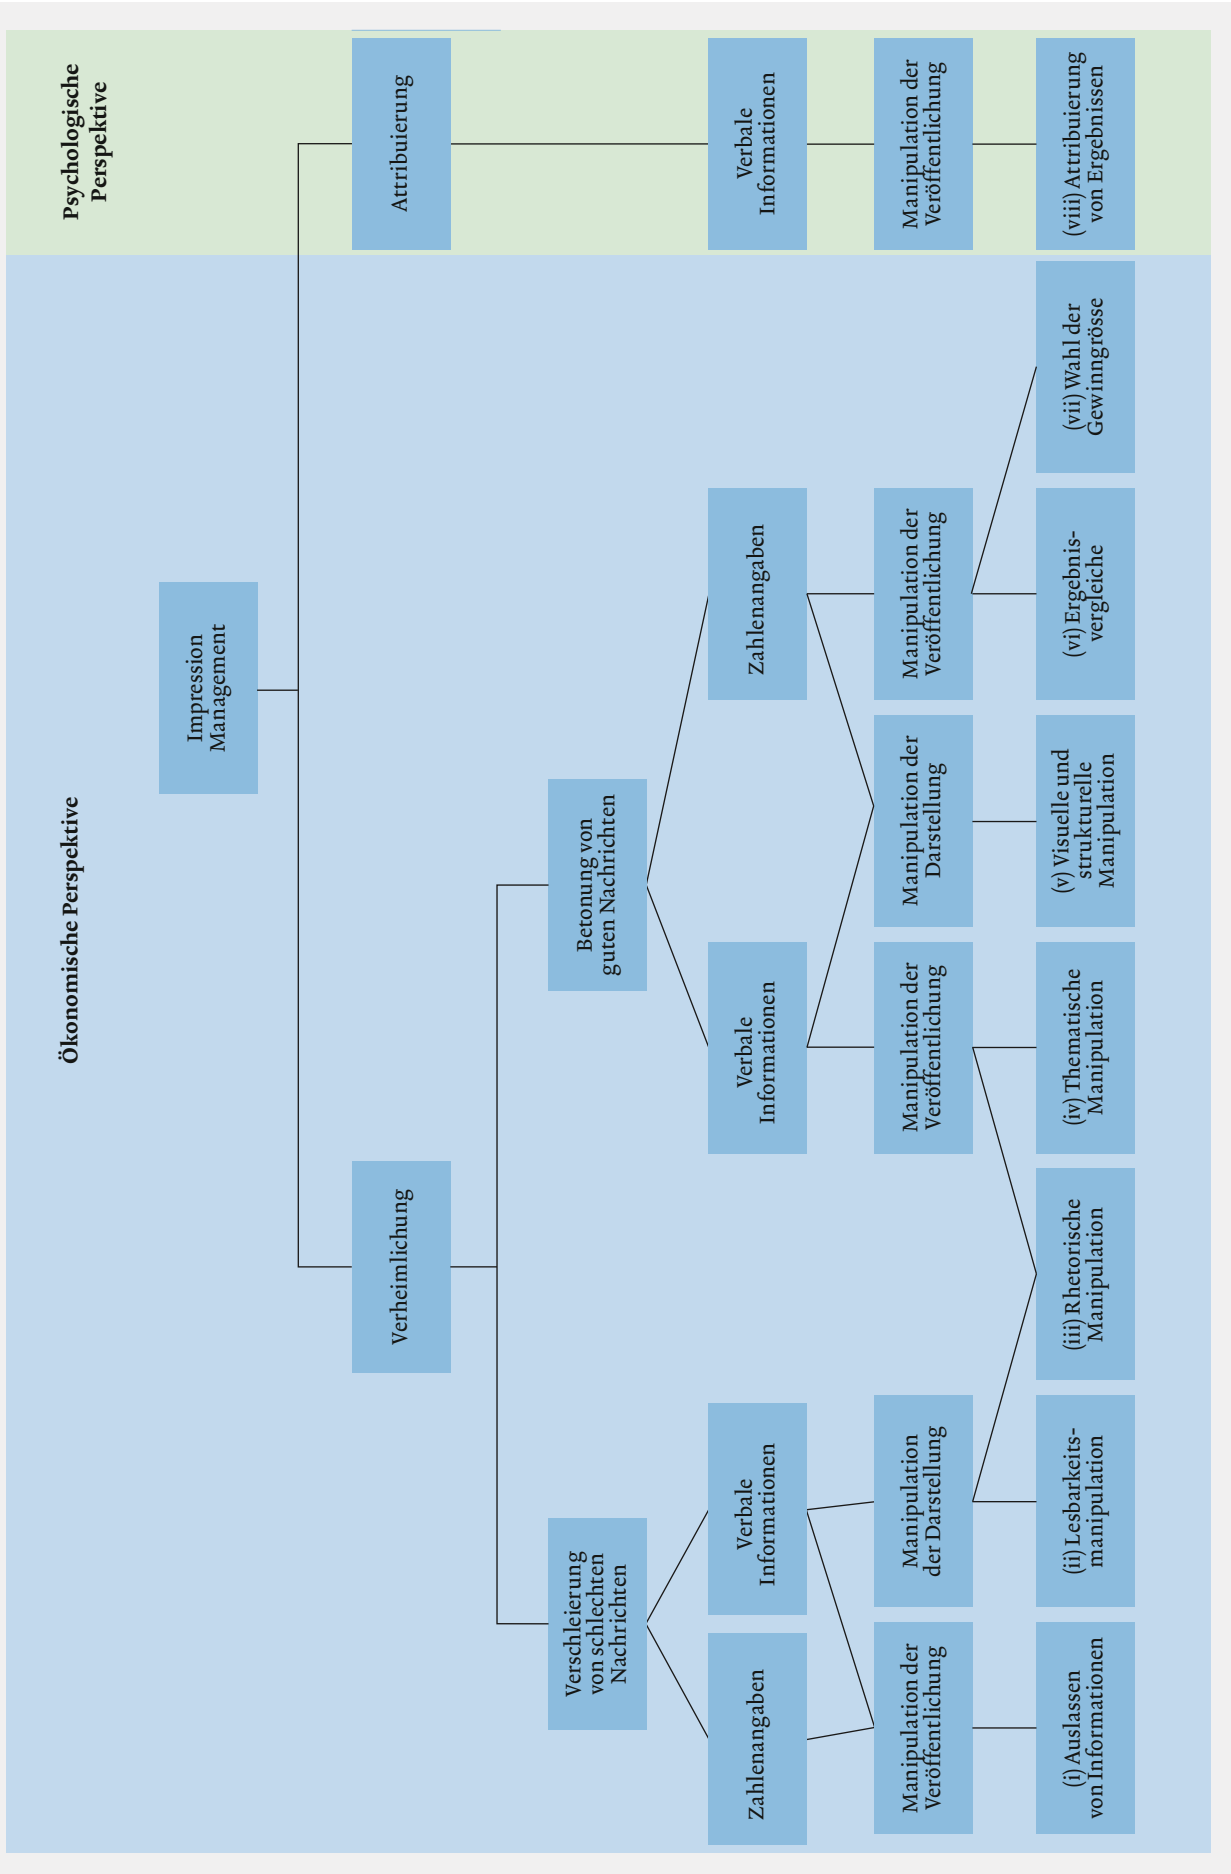 Ökonomische Perspektive
Psychologische
Perspektive
Impression
Management
Verheimlichung
Attribuierung
Verschleierung
von schlechten
Nachrichten
Betonung von
guten Nachrichten
Zahlenangaben
Verbale
Informationen
Verbale
Informationen
Zahlenangaben
Verbale
Informationen
Manipulation der
Veröffentlichung
Manipulation
der Darstellung
Manipulation der
Veröffentlichung
Manipulation der
Darstellung
Manipulation der
Veröffentlichung
Manipulation der
Veröffentlichung
(i) Auslassen
von Informationen
(ii) Lesbarkeits-
manipulation
(iii) Rhetorische
Manipulation
(iv) Thematische
Manipulation
(v) Visuelle und
strukturelle
Manipulation
(vi) Ergebnis-
vergleiche
(vii) Wahl der
Gewinngrösse
(viii) Attribuierung
von Ergebnissen